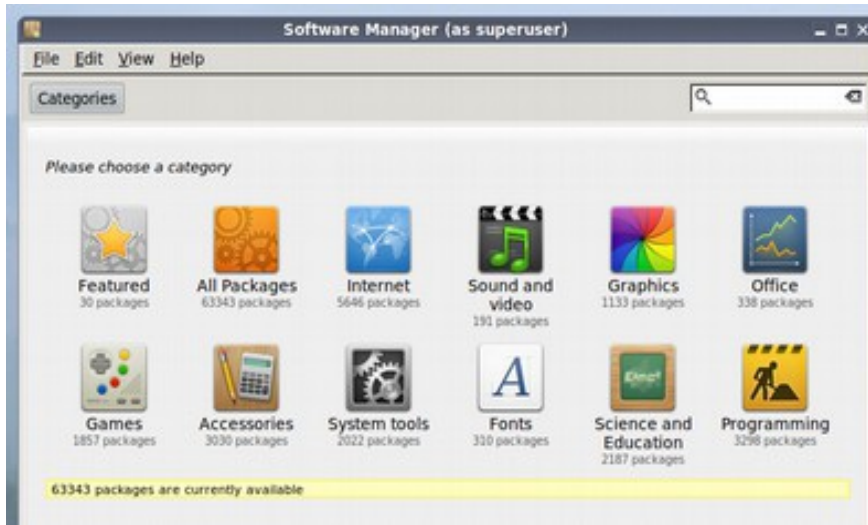 Software Manager (as superuser)
File Edit View Help
Categories
Please choose a category
Featured All Packages Internet Sound and video Graphics Office
30 packages 63343 packages 5646 packages 191 packages 1133 packages 338 packages
Games Accessories System tools Fonts Science and Education Programming
1857 packages 3030 packages 2022 packages 310 packages 2187 packages 3298 packages
63343 packages are currently available